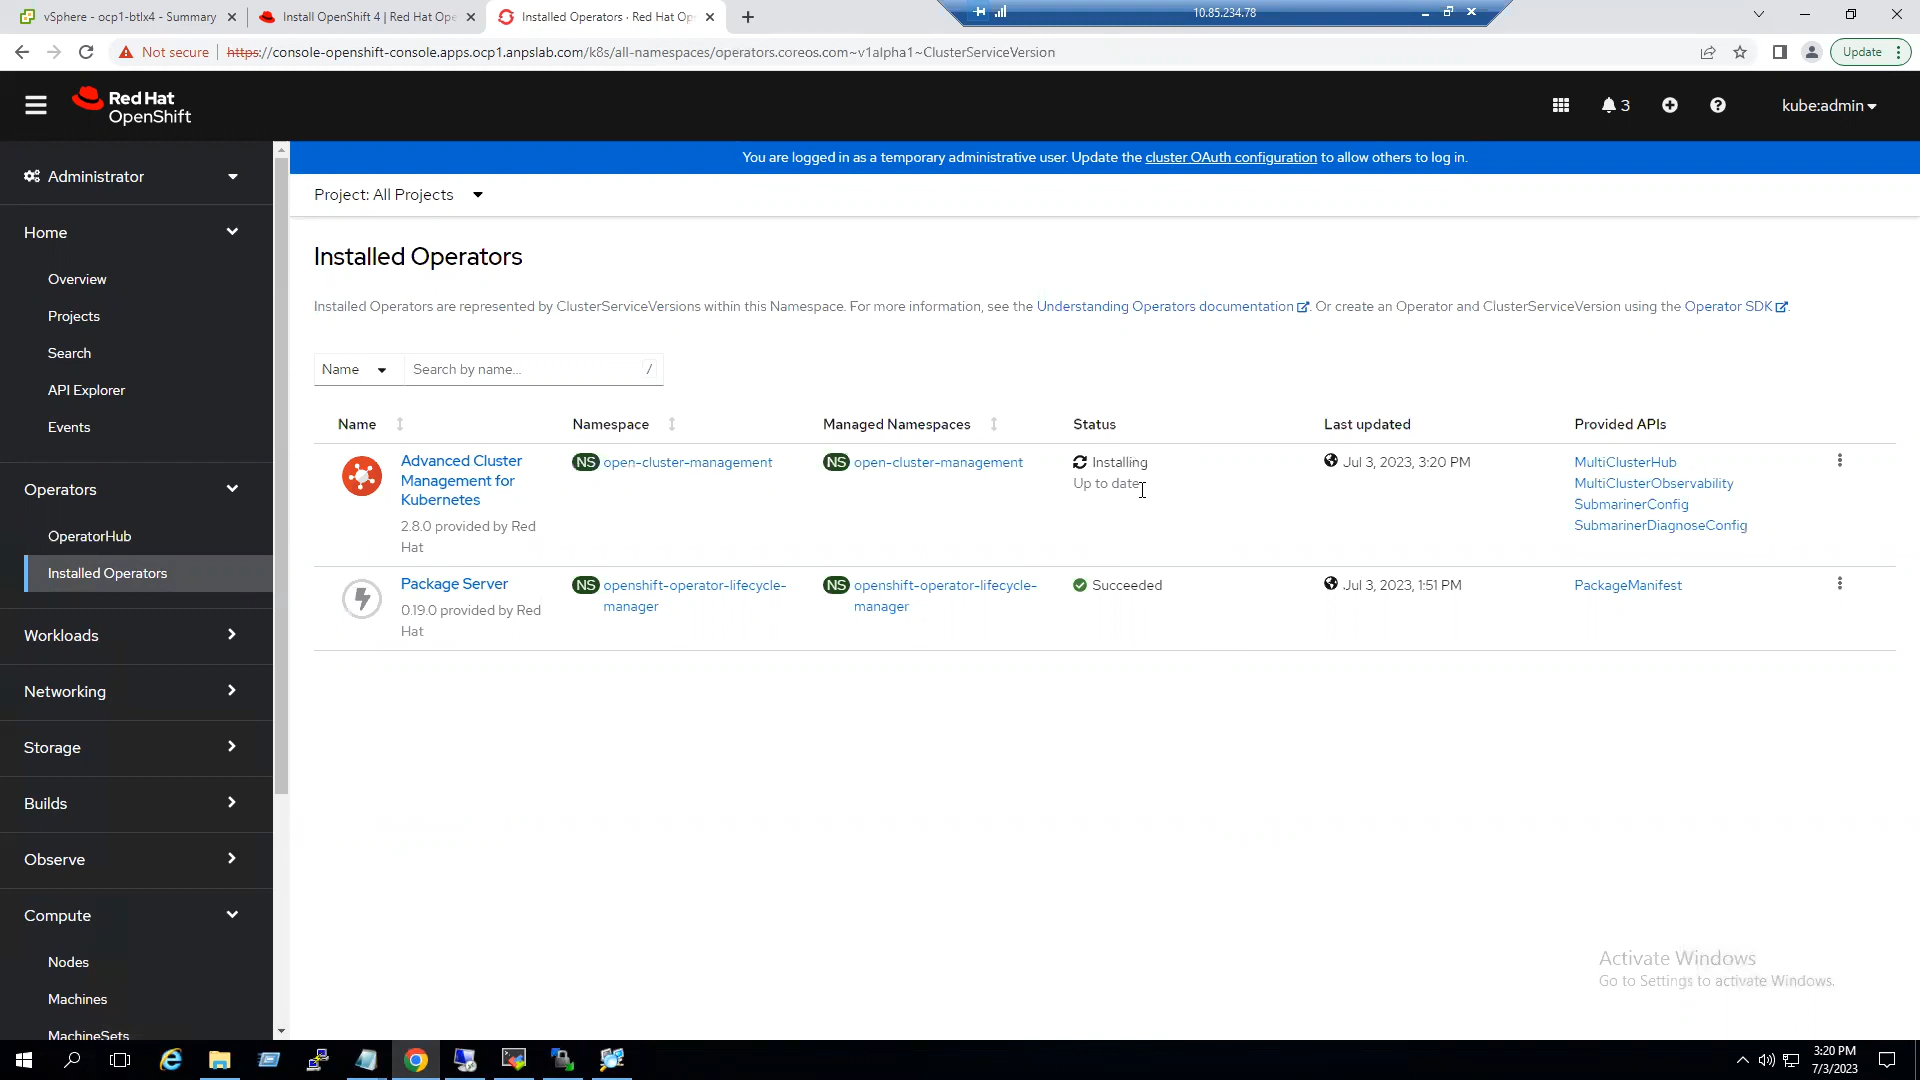 vSphere - ocp1-btlx4 - Summary
Install OpenShift 4 | Red Hat Ope
Installed Operators · Red Hat Op
10.85.234.78
Not secure
https://console-openshift-console.apps.ocp1.anpslab.com/k8s/all-namespaces/operators.coreos.com~v1alpha1~ClusterServiceVersion
Update
Red Hat
OpenShift
3
kube:admin
You are logged in as a temporary administrative user. Update the cluster OAuth configuration to allow others to log in.
Administrator
Project: All Projects
Home
Overview
Projects
Search
API Explorer
Events
Operators
OperatorHub
Installed Operators
Workloads
Networking
Storage
Builds
Observe
Compute
Nodes
Machines
MachineSets
Installed Operators
Installed Operators are represented by ClusterServiceVersions within this Namespace. For more information, see the Understanding Operators documentation. Or create an Operator and ClusterServiceVersion using the Operator SDK.
Name
Search by name...
/
Name Namespace Managed Namespaces Status Last updated Provided APIs
Advanced Cluster
Management for
Kubernetes
2.8.0 provided by Red
Hat
NS open-cluster-management
NS open-cluster-management
Installing
Up to date
Jul 3, 2023, 3:20 PM
MultiClusterHub
MultiClusterObservability
SubmarinerConfig
SubmarinerDiagnoseConfig
Package Server
0.19.0 provided by Red
Hat
NS openshift-operator-lifecycle-
manager
NS openshift-operator-lifecycle-
manager
Succeeded
Jul 3, 2023, 1:51 PM
PackageManifest
Activate Windows
Go to Settings to activate Windows.
3:20 PM
7/3/2023